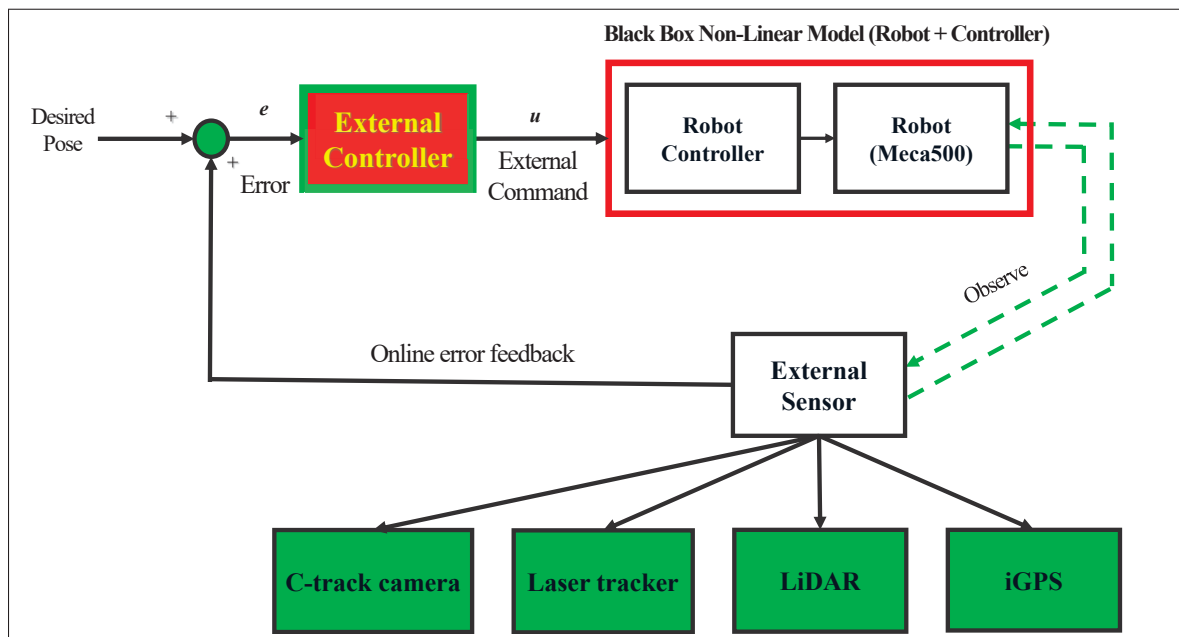 Black Box Non-Linear Model (Robot + Controller)
Desired
Pose
+
+
e
Error
External
Controller
u
External
Command
Robot
Controller
Robot
(Meca500)
Observe
Online error feedback
External
Sensor
C-track camera
Laser tracker
LiDAR
iGPS